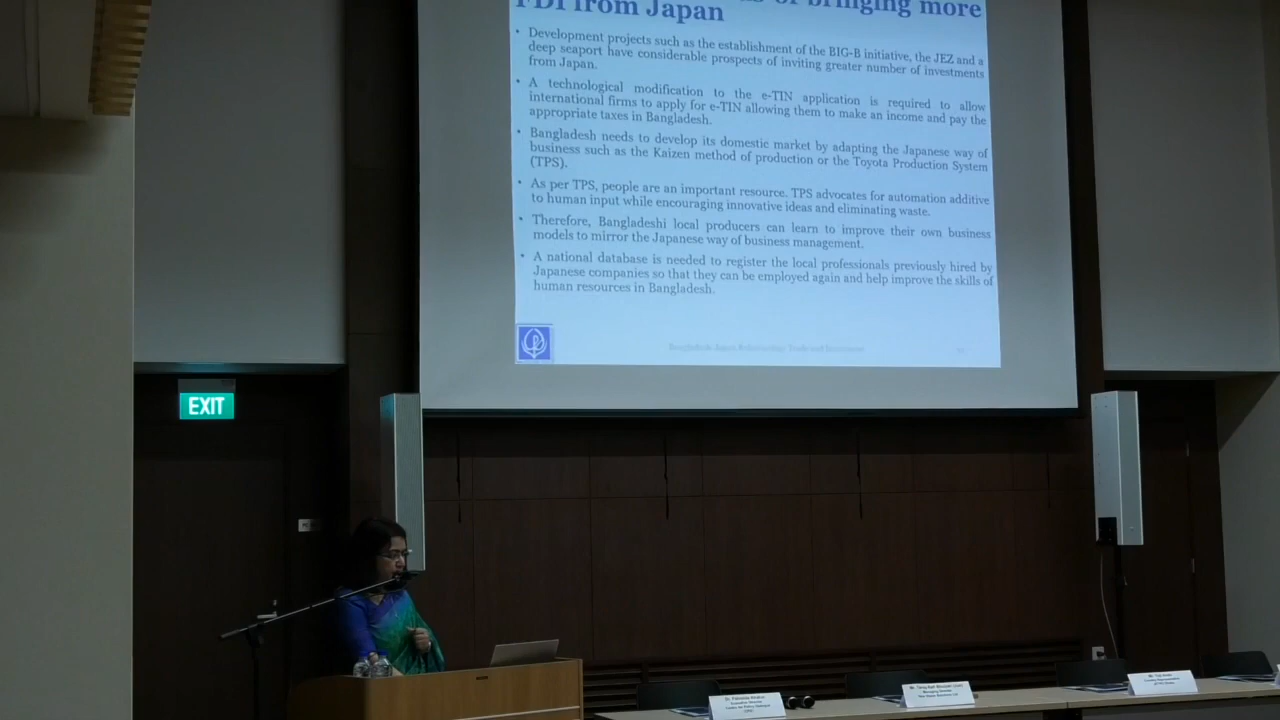 of bringing more
FDI from Japan
• Development projects such as the establishment of the BIG-B initiative, the JEZ and a
deep seaport have considerable prospects of inviting greater number of investments
from Japan.
• A technological modification to the e-TIN application is required to allow
international firms to apply for e-TIN allowing them to make an income and pay the
appropriate taxes in Bangladesh.
• Bangladesh needs to develop its domestic market by adapting the Japanese way of
business such as the Kaizen method of production or the Toyota Production System
(TPS).
• As per TPS, people are an important resource. TPS advocates for automation additive
to human input while encouraging innovative ideas and eliminating waste.
• Therefore, Bangladeshi local producers can learn to improve their own business
models to mirror the Japanese way of business management.
• A national database is needed to register the local professionals previously hired by
Japanese companies so that they can be employed again and help improve the skills of
human resources in Bangladesh.
EXIT
Executive Director
Managing Director